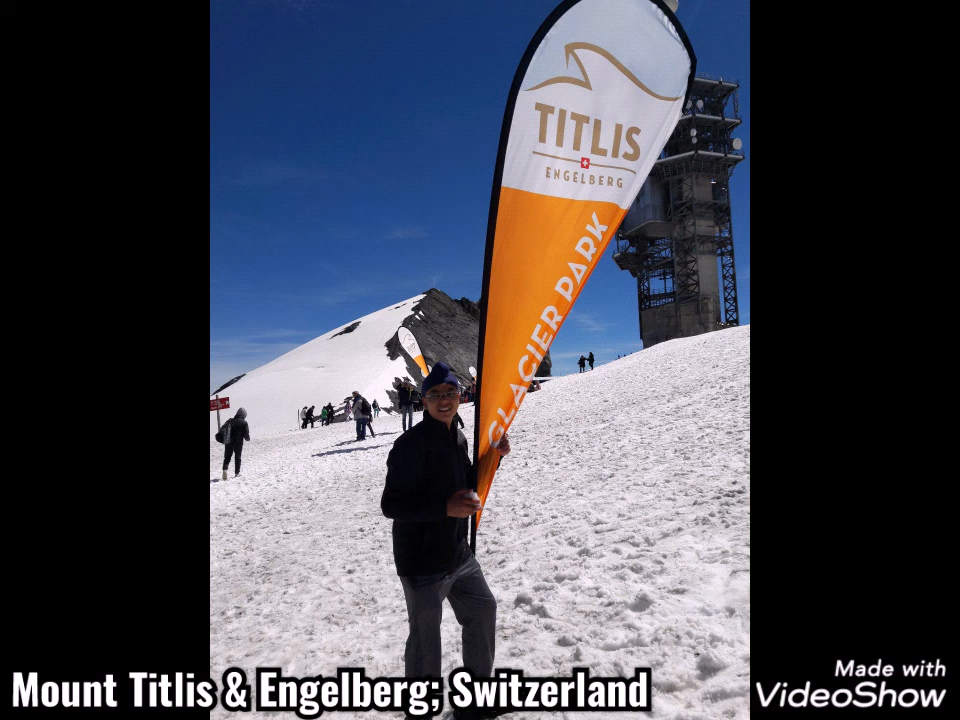 TITLIS
ENGELBERG
GLACIER PARK
Mount Titlis & Engelberg; Switzerland
Made with
VideoShow